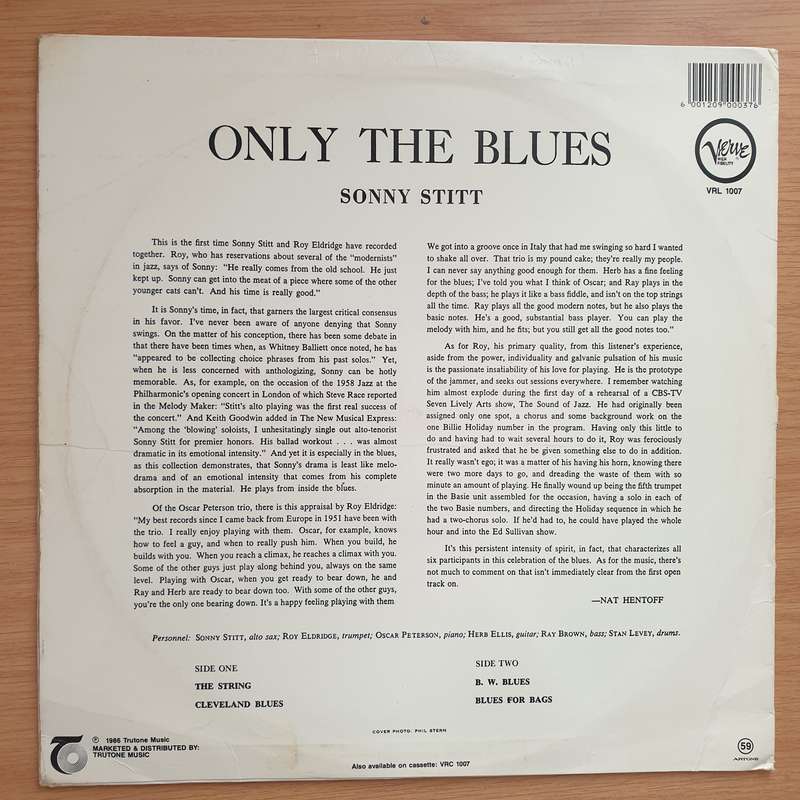 6 001209 000376
ONLY THE BLUES
SONNY STITT
Verve
HIGH
FIDELITY
VRL 1007
This is the first time Sonny Stitt and Roy Eldridge have recorded
together. Roy, who has reservations about several of the “modernists”
in jazz, says of Sonny: “He really comes from the old school. He just
kept up. Sonny can get into the meat of a piece where some of the other
younger cats can't. And his time is really good.”
It is Sonny's time, in fact, that garners the largest critical consensus
in his favor. I've never been aware of anyone denying that Sonny
swings. On the matter of his conception, there has been some debate in
that there have been times when, as Whitney Balliett once noted, he has
“appeared to be collecting choice phrases from his past solos.” Yet,
when he is less concerned with anthologizing, Sonny can be hotly
memorable. As, for example, on the occasion of the 1958 Jazz at the
Philharmonic's opening concert in London of which Steve Race reported
in the Melody Maker: “Stitt's alto playing was the first real success of
the concert.” And Keith Goodwin added in The New Musical Express:
“Among the ‘blowing’ soloists, I unhesitatingly single out alto-tenorist
Sonny Stitt for premier honors. His ballad workout . . . was almost
dramatic in its emotional intensity.” And yet it is especially in the blues,
as this collection demonstrates, that Sonny's drama is least like melo-
drama and of an emotional intensity that comes from his complete
absorption in the material. He plays from inside the blues.
Of the Oscar Peterson trio, there is this appraisal by Roy Eldridge:
“My best records since I came back from Europe in 1951 have been with
the trio. I really enjoy playing with them. Oscar, for example, knows
how to feel a guy, and when to really push him. When you build, he
builds with you. When you reach a climax, he reaches a climax with you.
Some of the other guys just play along behind you, always on the same
level. Playing with Oscar, when you get ready to bear down, he and
Ray and Herb are ready to bear down too. With some of the other guys,
you're the only one bearing down. It's a happy feeling playing with them
We got into a groove once in Italy that had me swinging so hard I wanted
to shake all over. That trio is my pound cake; they're really my people.
I can never say anything good enough for them. Herb has a fine feeling
for the blues; I've told you what I think of Oscar; and Ray plays in the
depth of the bass; he plays it like a bass fiddle, and isn't on the top strings
all the time. Ray plays all the good modern notes, but he also plays the
basic notes. He's a good, substantial bass player. You can play the
melody with him, and he fits; but you still get all the good notes too.”
As for Roy, his primary quality, from this listener's experience,
aside from the power, individuality and galvanic pulsation of his music
is the passionate insatiability of his love for playing. He is the prototype
of the jammer, and seeks out sessions everywhere. I remember watching
him almost explode during the first day of a rehearsal of a CBS-TV
Seven Lively Arts show, The Sound of Jazz. He had originally been
assigned only one spot, a chorus and some background work on the
one Billie Holiday number in the program. Having only this little to
do and having to wait several hours to do it, Roy was ferociously
frustrated and asked that he be given something else to do in addition.
It really wasn't ego; it was a matter of his having his horn, knowing there
were two more days to go, and dreading the waste of them with so
minute an amount of playing. He finally wound up being the fifth trumpet
in the Basie unit assembled for the occasion, having a solo in each of
the two Basie numbers, and directing the Holiday sequence in which he
had a two-chorus solo. If he'd had to, he could have played the whole
hour and into the Ed Sullivan show.
It's this persistent intensity of spirit, in fact, that characterizes all
six participants in this celebration of the blues. As for the music, there's
not much to comment on that isn't immediately clear from the first open
track on.
—NAT HENTOFF
Personnel: SONNY STITT, alto sax; ROY ELDRIDGE, trumpet; OSCAR PETERSON, piano; HERB ELLIS, guitar; RAY BROWN, bass; STAN LEVEY, drums.
SIDE ONE
THE STRING
CLEVELAND BLUES
SIDE TWO
B. W. BLUES
BLUES FOR BAGS
COVER PHOTO: PHIL STERN
℗ 1986 Trutone Music
MARKETED & DISTRIBUTED BY:
TRUTONE MUSIC
Also available on cassette: VRC 1007
59
ARTONE